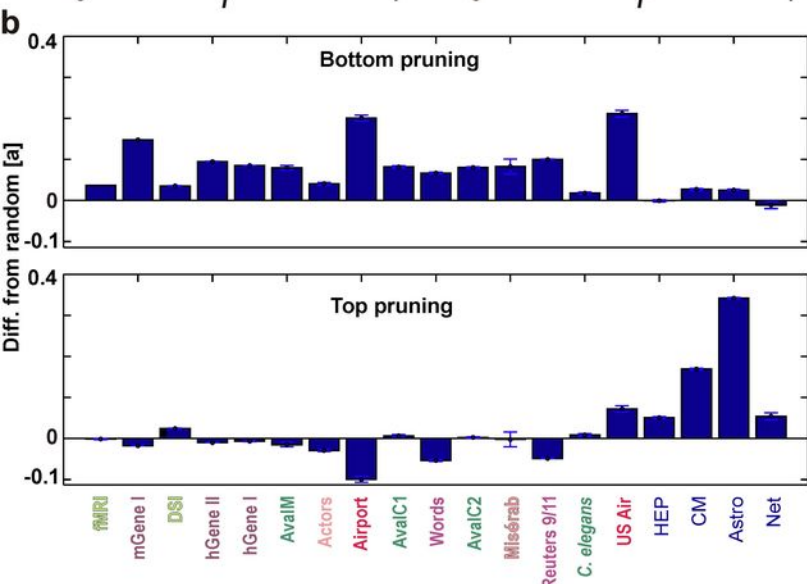 b
Diff. from random [a]
0.4
Bottom pruning
0
-0.1
0.4
Top pruning
0
-0.1
fMRI
mGene I
DSI
hGene II
hGene I
AvalM
Actors
Airport
AvalC1
Words
AvalC2
Misérab
Reuters 9/11
C. elegans
US Air
HEP
CM
Astro
Net